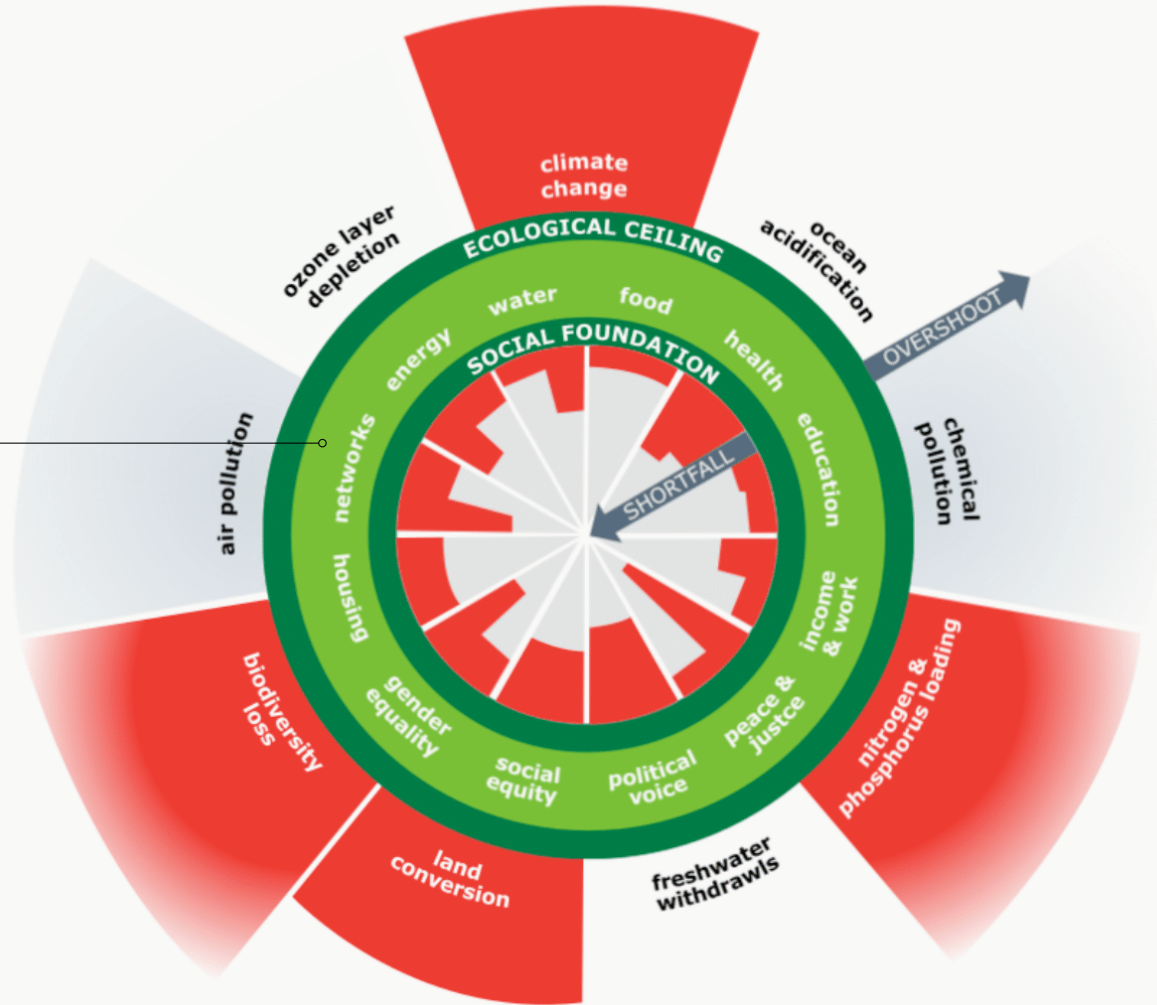 climate
change
ocean
acidification
OVERSHOOT
chemical
pollution
nitrogen &
phosphorus loading
freshwater
withdrawls
land
conversion
biodiversity
loss
air pollution
ozone layer
depletion
ECOLOGICAL CEILING
water
food
health
education
income
& work
peace &
justce
political
voice
social
equity
gender
equality
housing
networks
energy
SOCIAL FOUNDATION
SHORTFALL